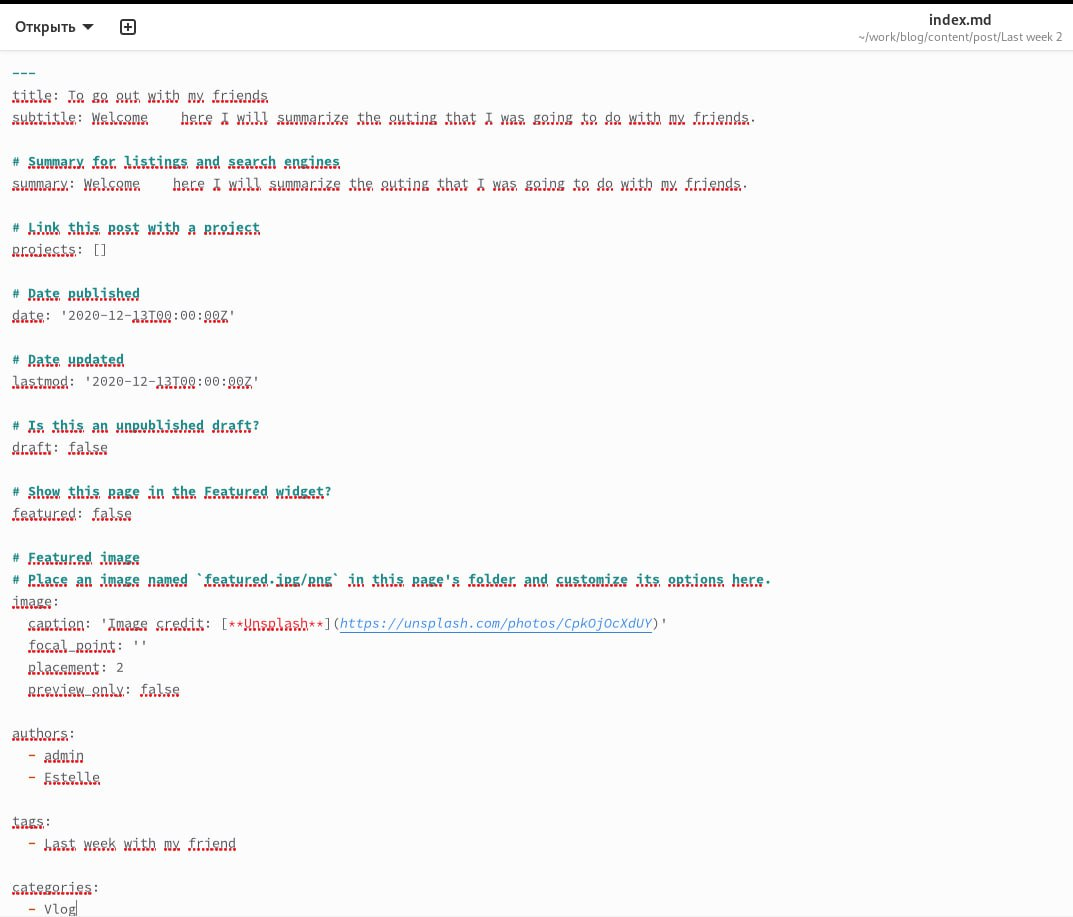 Открыть
index.md
~/work/blog/content/post/Last week 2
---
title: To go out with my friends
subtitle: Welcome    here I will summarize the outing that I was going to do with my friends.
# Summary for listings and search engines
summary: Welcome    here I will summarize the outing that I was going to do with my friends.
# Link this post with a project
projects: []
# Date published
date: '2020-12-13T00:00:00Z'
# Date updated
lastmod: '2020-12-13T00:00:00Z'
# Is this an unpublished draft?
draft: false
# Show this page in the Featured widget?
featured: false
# Featured image
# Place an image named `featured.jpg/png` in this page's folder and customize its options here.
image:
  caption: 'Image credit: [**Unsplash**](https://unsplash.com/photos/CpkOjOcXdUY)'
  focal_point: ''
  placement: 2
  preview_only: false
authors:
  - admin
  - Estelle
tags:
  - Last week with my friend
categories:
  - Vlog